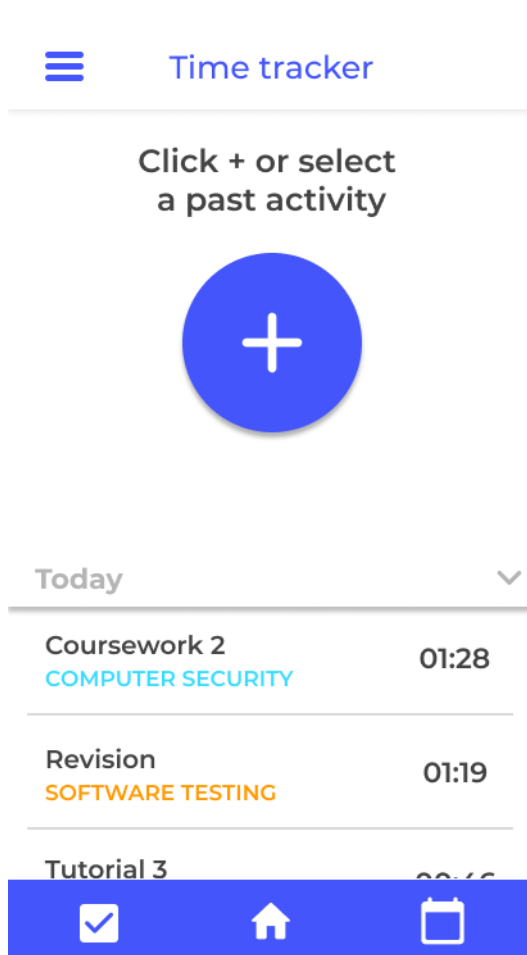 Time tracker
Click + or select
a past activity
Today
Coursework 2
01:28
COMPUTER SECURITY
Revision
01:19
SOFTWARE TESTING
Tutorial 3